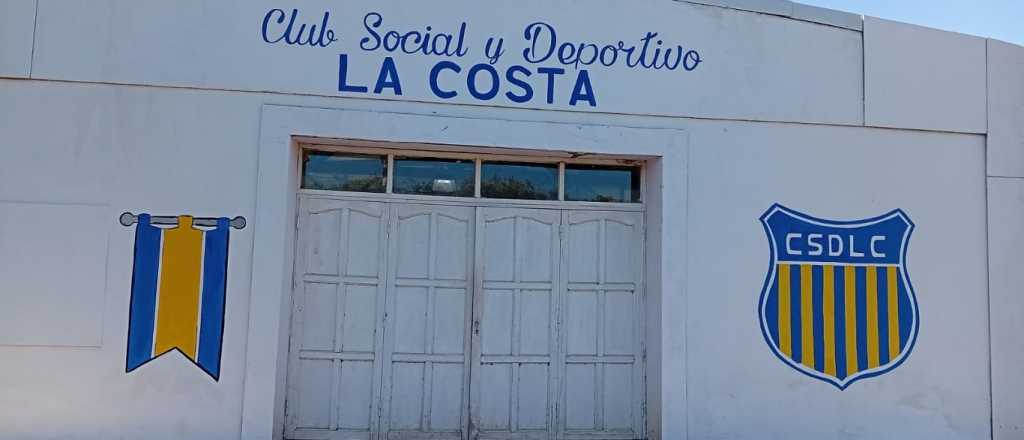 Club Social y Deportivo
LA COSTA
CSDLC